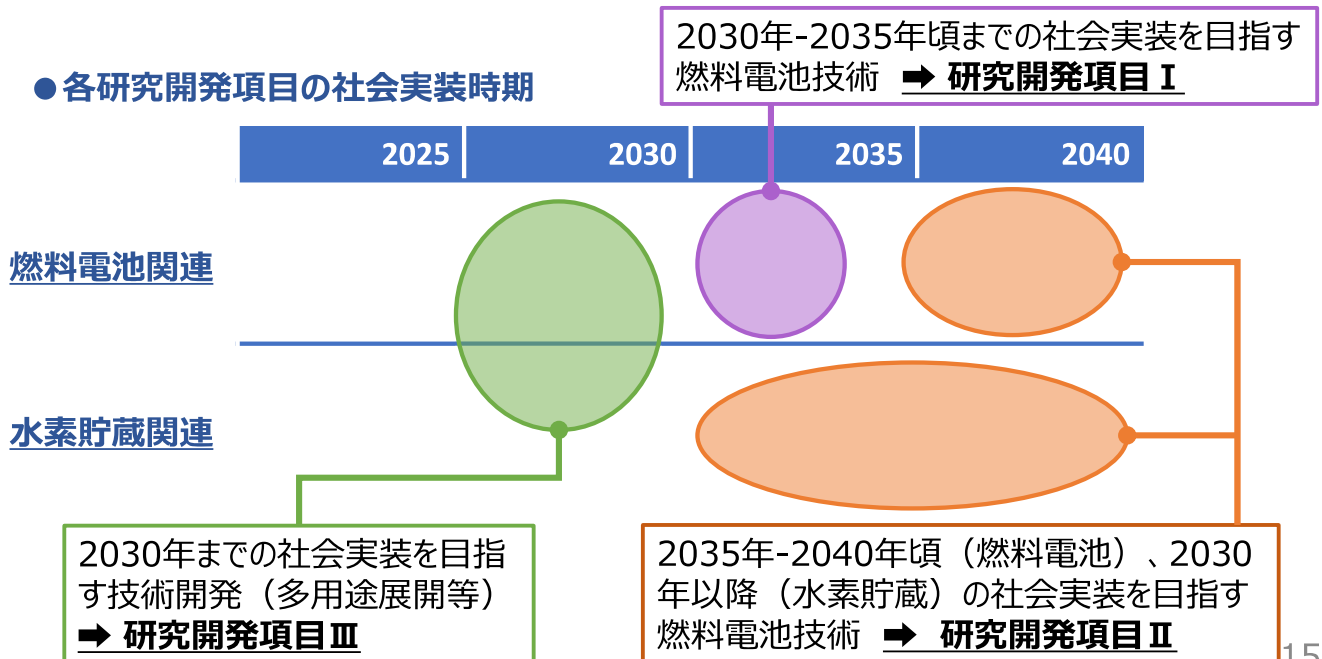 2030年-2035年頃までの社会実装を目指す
燃料電池技術 ➡ 研究開発項目Ⅰ
●各研究開発項目の社会実装時期
2025 2030 2035 2040
燃料電池関連
水素貯蔵関連
2030年までの社会実装を目指
す技術開発（多用途展開等）
➡ 研究開発項目Ⅲ
2035年-2040年頃（燃料電池）、2030
年以降（水素貯蔵）の社会実装を目指す
燃料電池技術 ➡ 研究開発項目Ⅱ
15